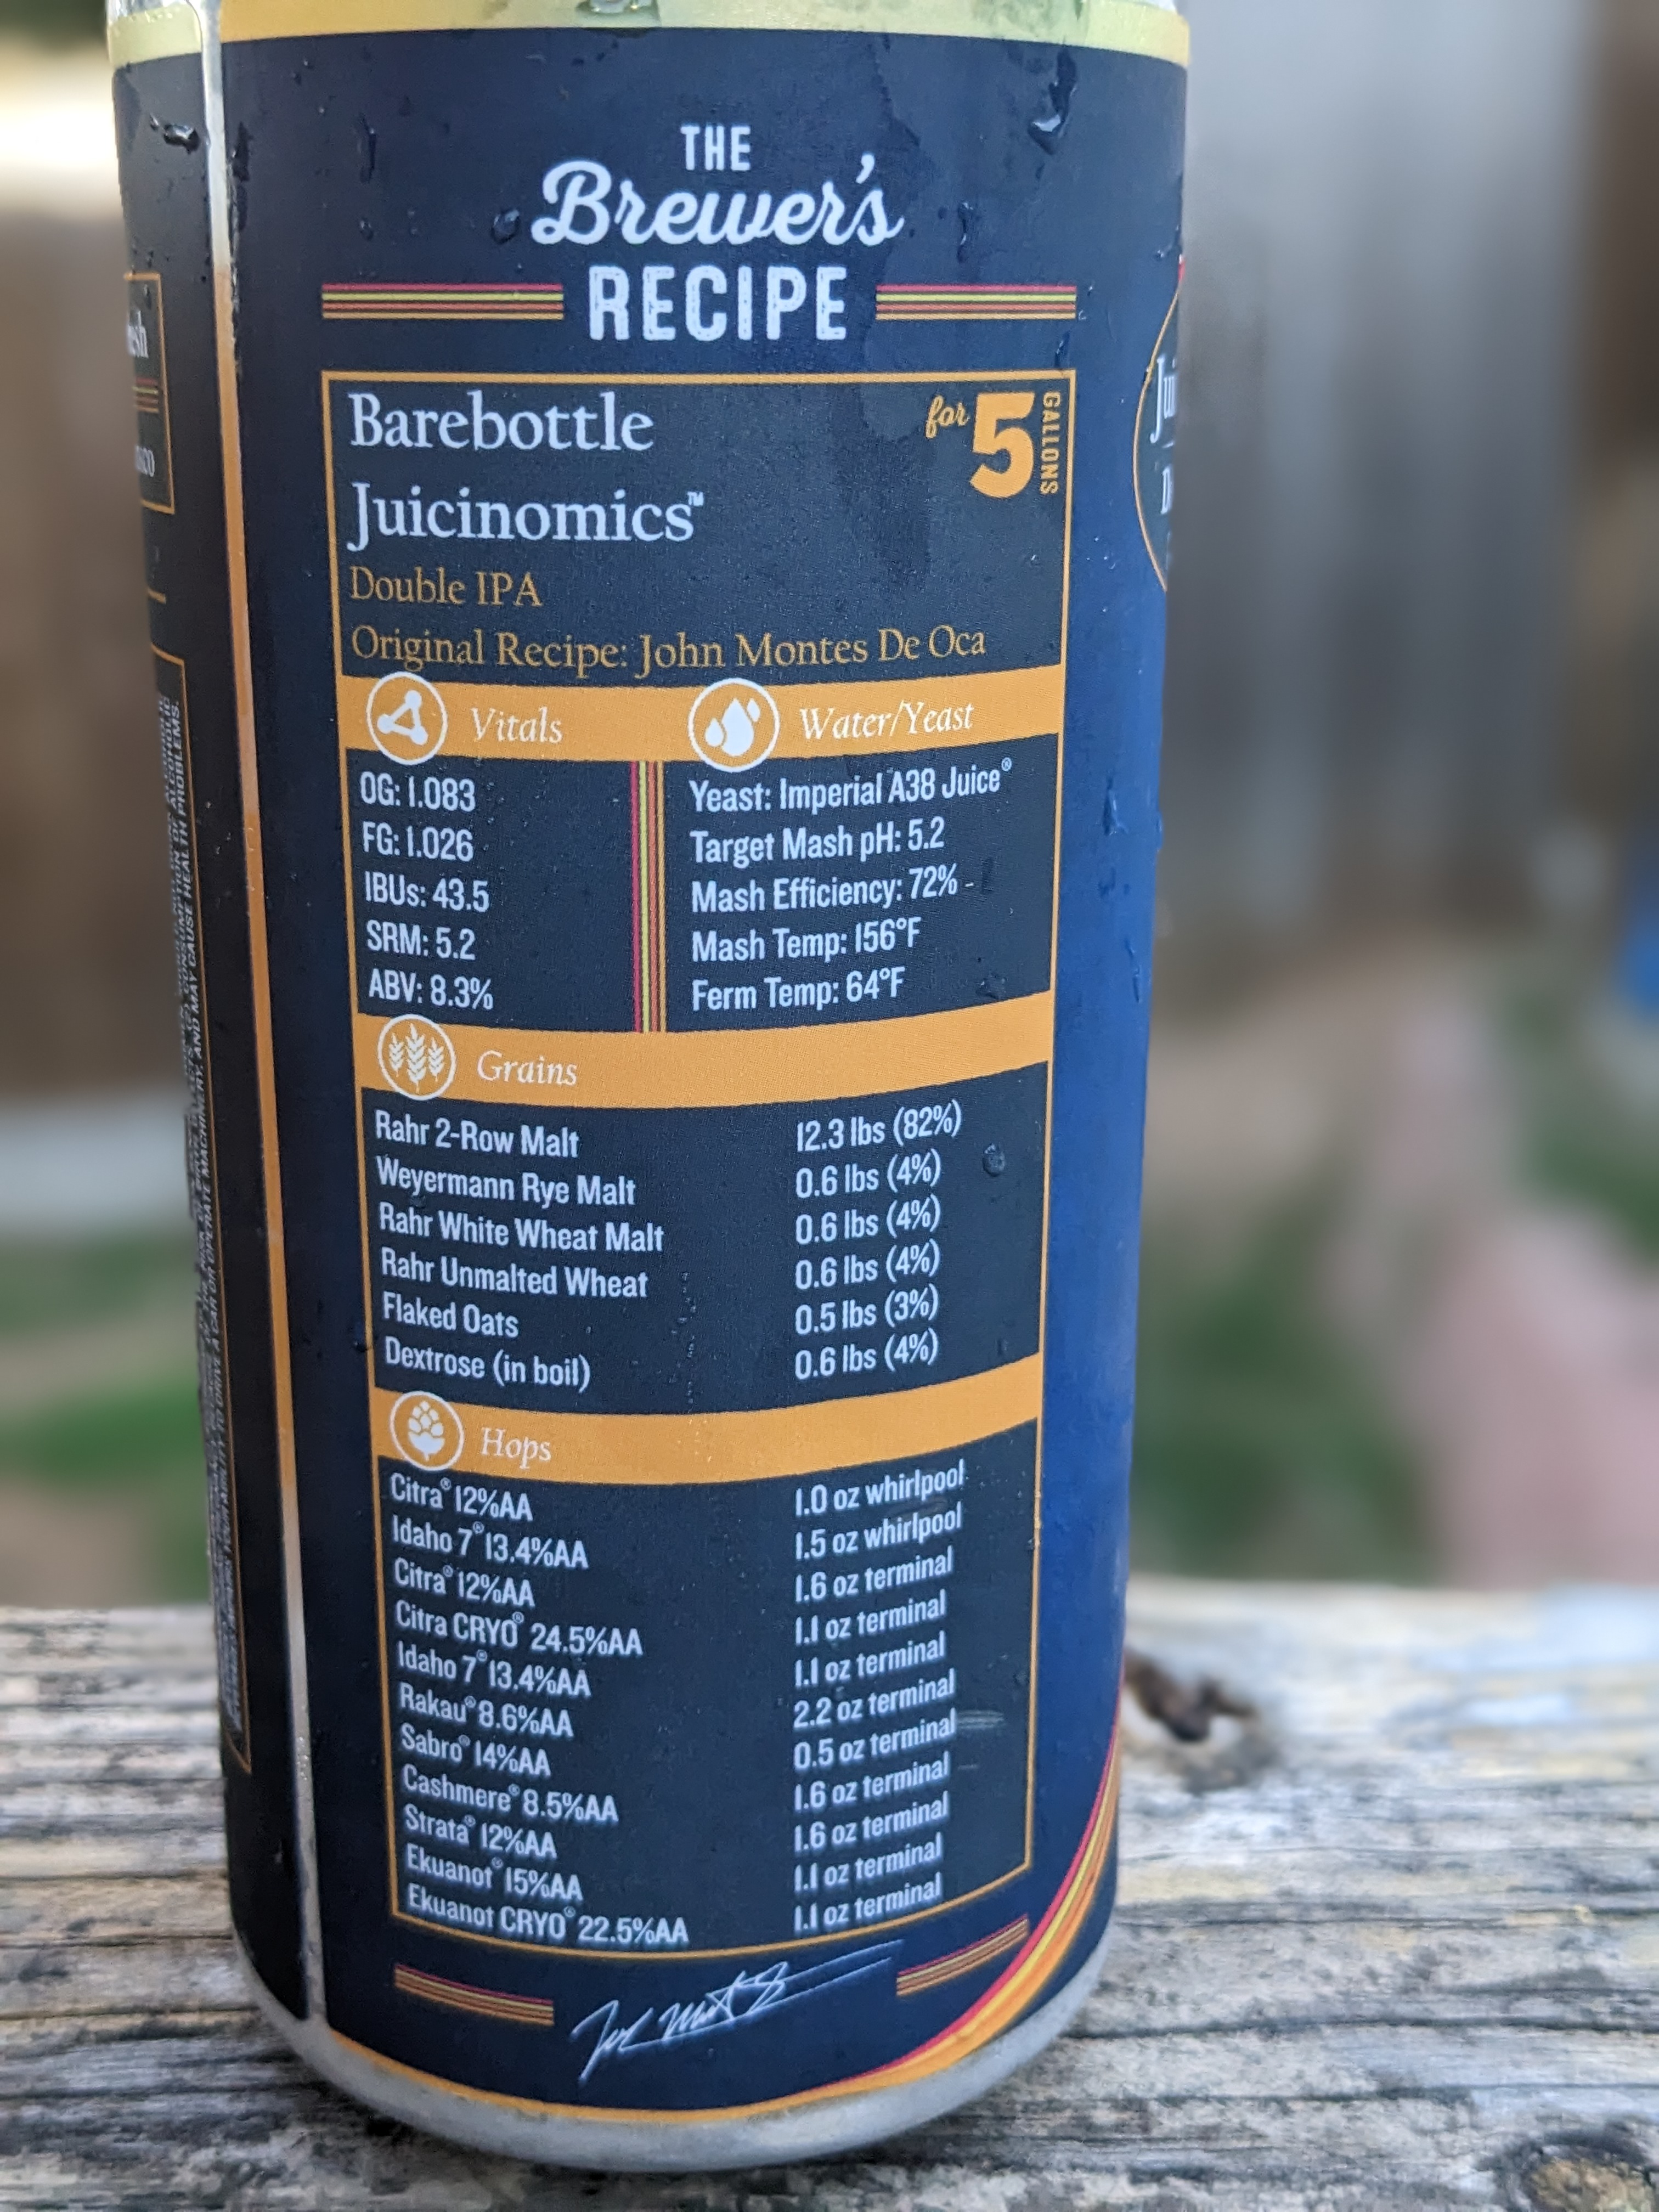 THE
Brewer's
RECIPE
Barebottle
Juicinomics™
for 5 GALLONS
Double IPA
Original Recipe: John Montes De Oca
Vitals
Water/Yeast
OG: 1.083
FG: 1.026
IBUs: 43.5
SRM: 5.2
ABV: 8.3%
Yeast: Imperial A38 Juice®
Target Mash pH: 5.2
Mash Efficiency: 72%
Mash Temp: 156°F
Ferm Temp: 64°F
Grains
Rahr 2-Row Malt 12.3 lbs (82%)
Weyermann Rye Malt 0.6 lbs (4%)
Rahr White Wheat Malt 0.6 lbs (4%)
Rahr Unmalted Wheat 0.6 lbs (4%)
Flaked Oats 0.5 lbs (3%)
Dextrose (in boil) 0.6 lbs (4%)
Hops
Citra® 12%AA 1.0 oz whirlpool
Idaho 7® 13.4%AA 1.5 oz whirlpool
Citra® 12%AA 1.6 oz terminal
Citra CRYO® 24.5%AA 1.1 oz terminal
Idaho 7® 13.4%AA 1.1 oz terminal
Rakau® 8.6%AA 2.2 oz terminal
Sabro® 14%AA 0.5 oz terminal
Cashmere® 8.5%AA 1.6 oz terminal
Strata® 12%AA 1.6 oz terminal
Ekuanot® 15%AA 1.1 oz terminal
Ekuanot CRYO® 22.5%AA 1.1 oz terminal
CONSUMPTION OF ALCOHOLIC
MACHINERY, AND MAY CAUSE HEALTH PROBLEMS.